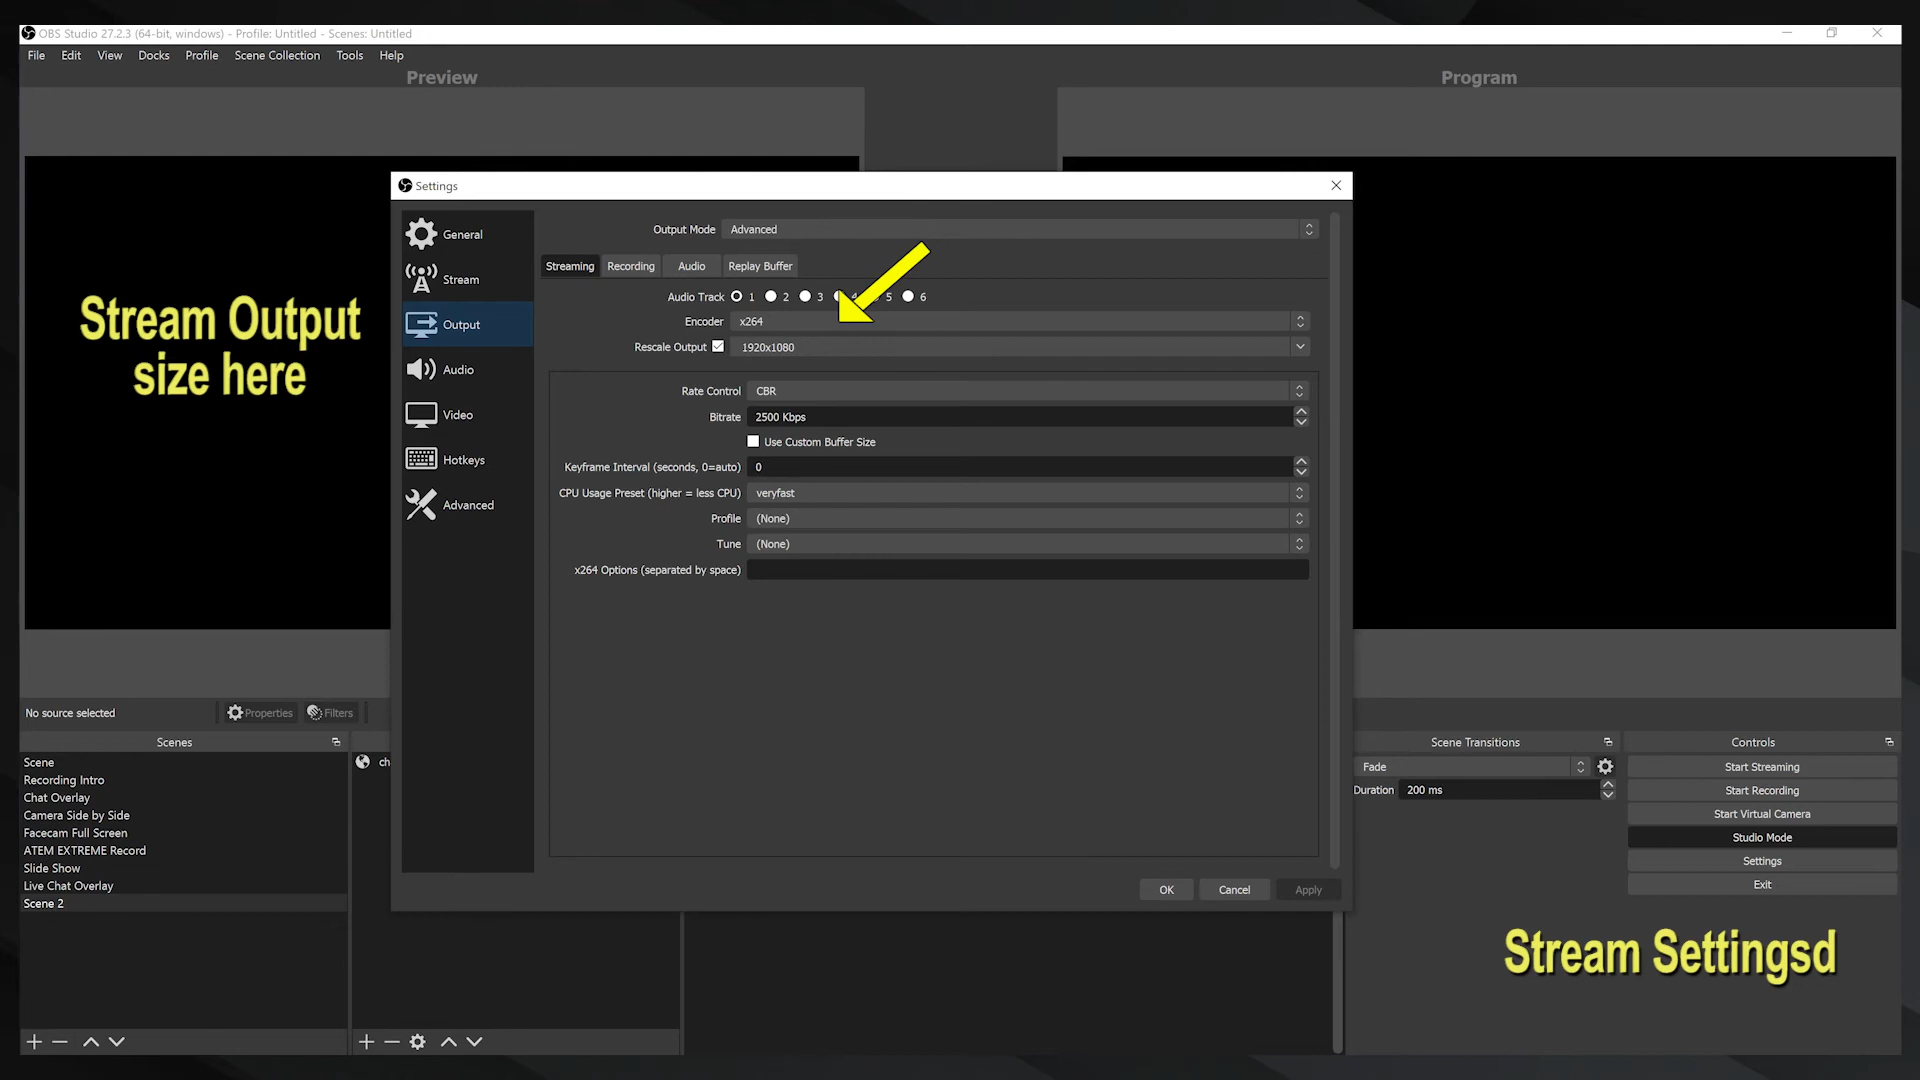 OBS Studio 27.2.3 (64-bit, windows) - Profile: Untitled - Scenes: Untitled
File Edit View Docks Profile Scene Collection Tools Help
Preview
Program
Settings
General
Stream
Output
Audio
Video
Hotkeys
Advanced
Output Mode Advanced
Streaming Recording Audio Replay Buffer
Audio Track 1 2 3 4 5 6
Encoder x264
Rescale Output 1920x1080
Rate Control CBR
Bitrate 2500 Kbps
Use Custom Buffer Size
Keyframe Interval (seconds, 0=auto) 0
CPU Usage Preset (higher = less CPU) veryfast
Profile (None)
Tune (None)
x264 Options (separated by space)
OK Cancel Apply
Stream Output
size here
No source selected
Properties Filters
Scenes
Scene
Recording Intro
Chat Overlay
Camera Side by Side
Facecam Full Screen
ATEM EXTREME Record
Slide Show
Live Chat Overlay
Scene 2
ch
Scene Transitions
Fade
Duration 200 ms
Controls
Start Streaming
Start Recording
Start Virtual Camera
Studio Mode
Settings
Exit
Stream Settingsd